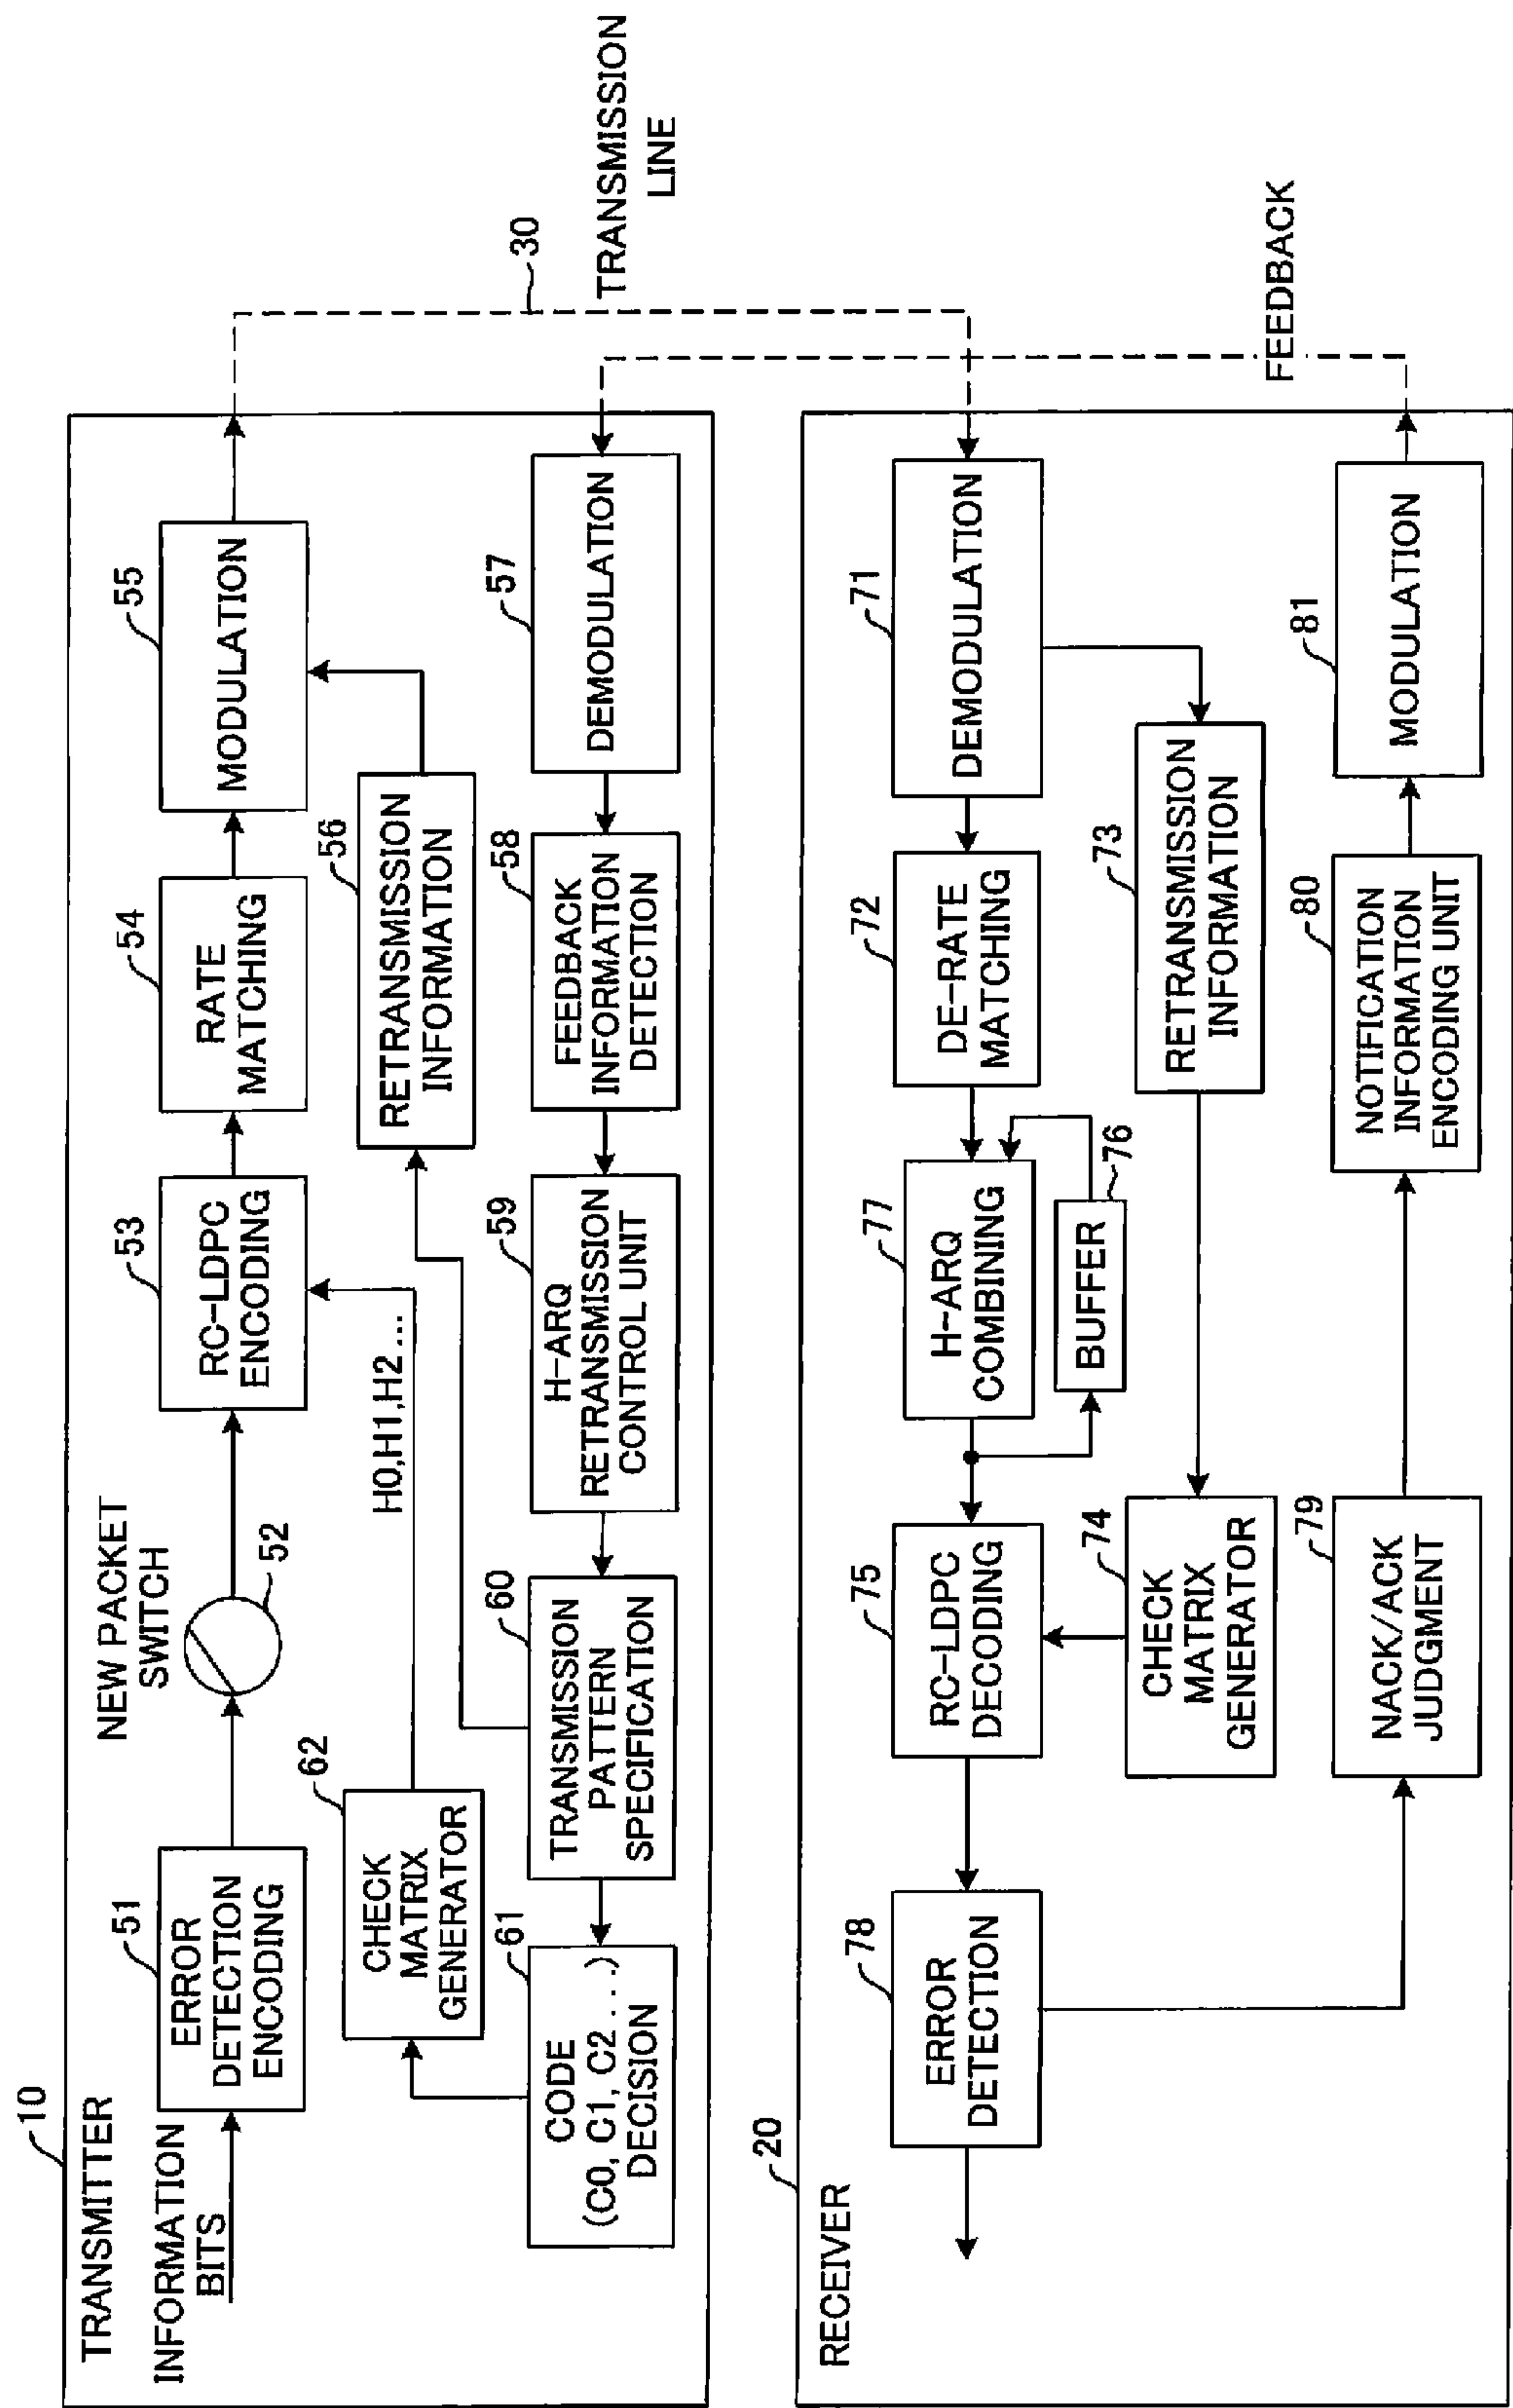 10
TRANSMITTER
INFORMATION
BITS
51
ERROR
DETECTION
ENCODING
NEW PACKET
SWITCH
52
53
RC-LDPC
ENCODING
54
RATE
MATCHING
55
MODULATION
30
TRANSMISSION
LINE
62
CHECK
MATRIX
GENERATOR
H0,H1,H2...
56
RETRANSMISSION
INFORMATION
61
CODE
(C0, C1, C2...)
DECISION
60
TRANSMISSION
PATTERN
SPECIFICATION
59
H-ARQ
RETRANSMISSION
CONTROL UNIT
58
FEEDBACK
INFORMATION
DETECTION
57
DEMODULATION
20
RECEIVER
78
ERROR
DETECTION
75
RC-LDPC
DECODING
77
H-ARQ
COMBINING
72
DE-RATE
MATCHING
71
DEMODULATION
76
BUFFER
74
CHECK
MATRIX
GENERATOR
73
RETRANSMISSION
INFORMATION
79
NACK/ACK
JUDGMENT
80
NOTIFICATION
INFORMATION
ENCODING UNIT
81
MODULATION
FEEDBACK